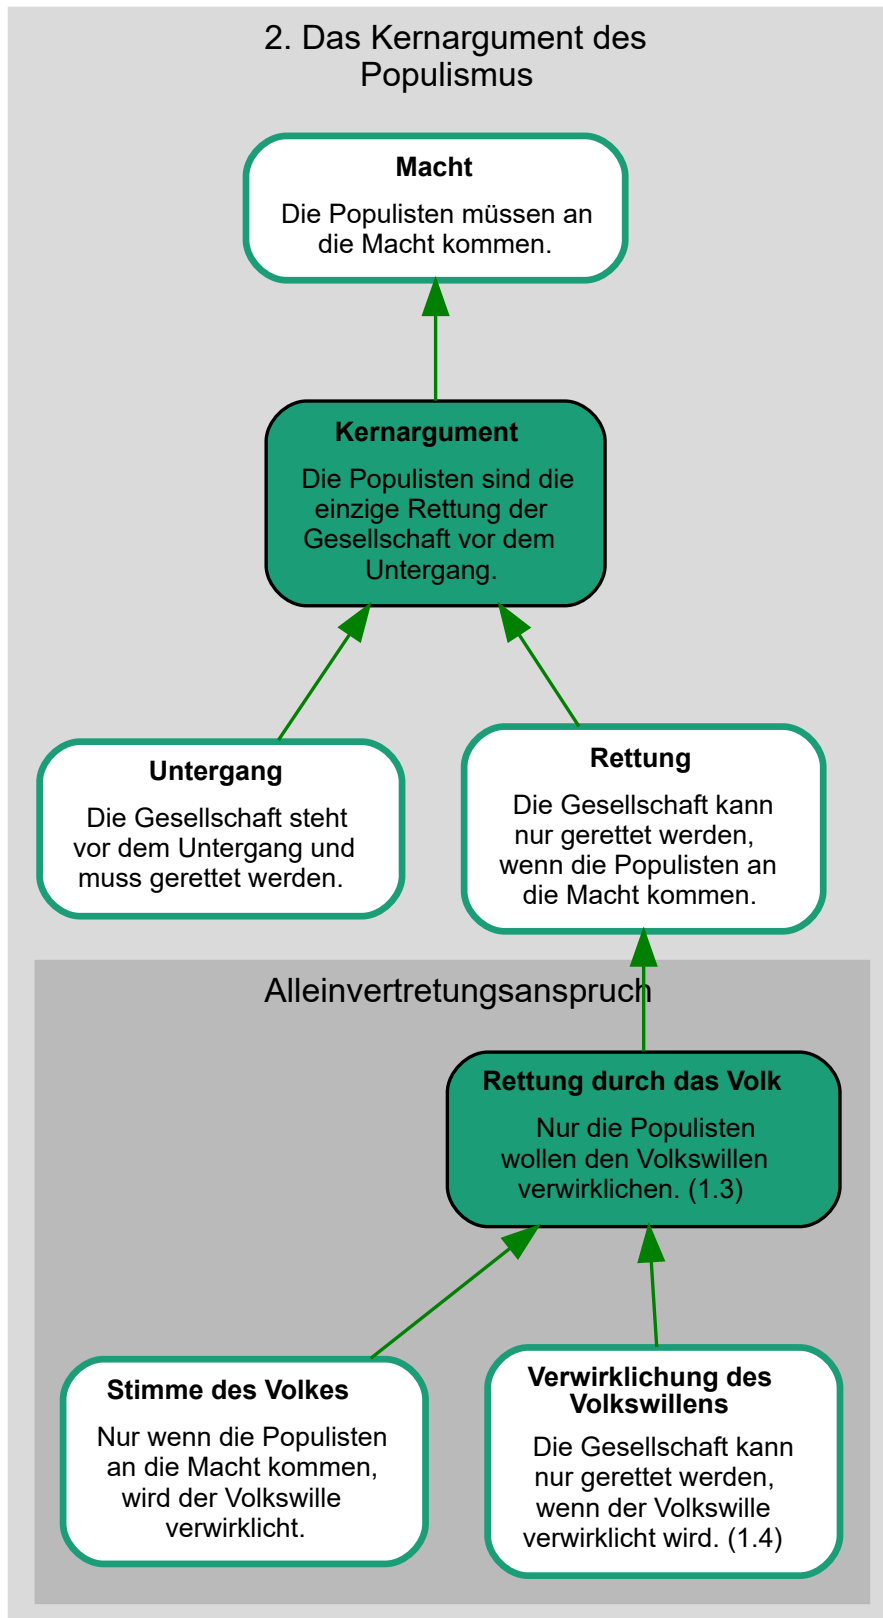 2. Das Kernargument des
Populismus
Macht
Die Populisten müssen an
die Macht kommen.
Kernargument
Die Populisten sind die
einzige Rettung der
Gesellschaft vor dem
Untergang.
Untergang
Die Gesellschaft steht
vor dem Untergang und
muss gerettet werden.
Rettung
Die Gesellschaft kann
nur gerettet werden,
wenn die Populisten an
die Macht kommen.
Alleinvertretungsanspruch
Rettung durch das Volk
Nur die Populisten
wollen den Volkswillen
verwirklichen. (1.3)
Stimme des Volkes
Nur wenn die Populisten
an die Macht kommen,
wird der Volkswille
verwirklicht.
Verwirklichung des
Volkswillens
Die Gesellschaft kann
nur gerettet werden,
wenn der Volkswille
verwirklicht wird. (1.4)